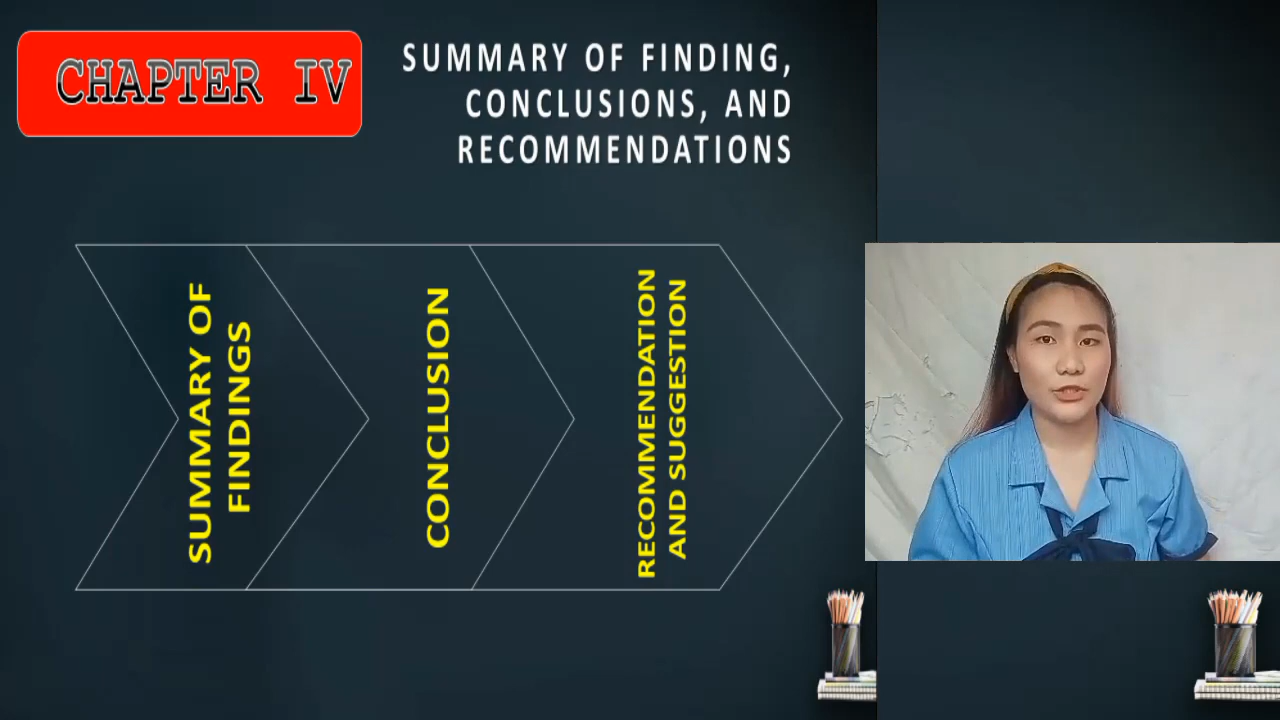 CHAPTER IV
SUMMARY OF FINDING,
CONCLUSIONS, AND
RECOMMENDATIONS
SUMMARY OF
FINDINGS
CONCLUSION
RECOMMENDATION
AND SUGGESTION